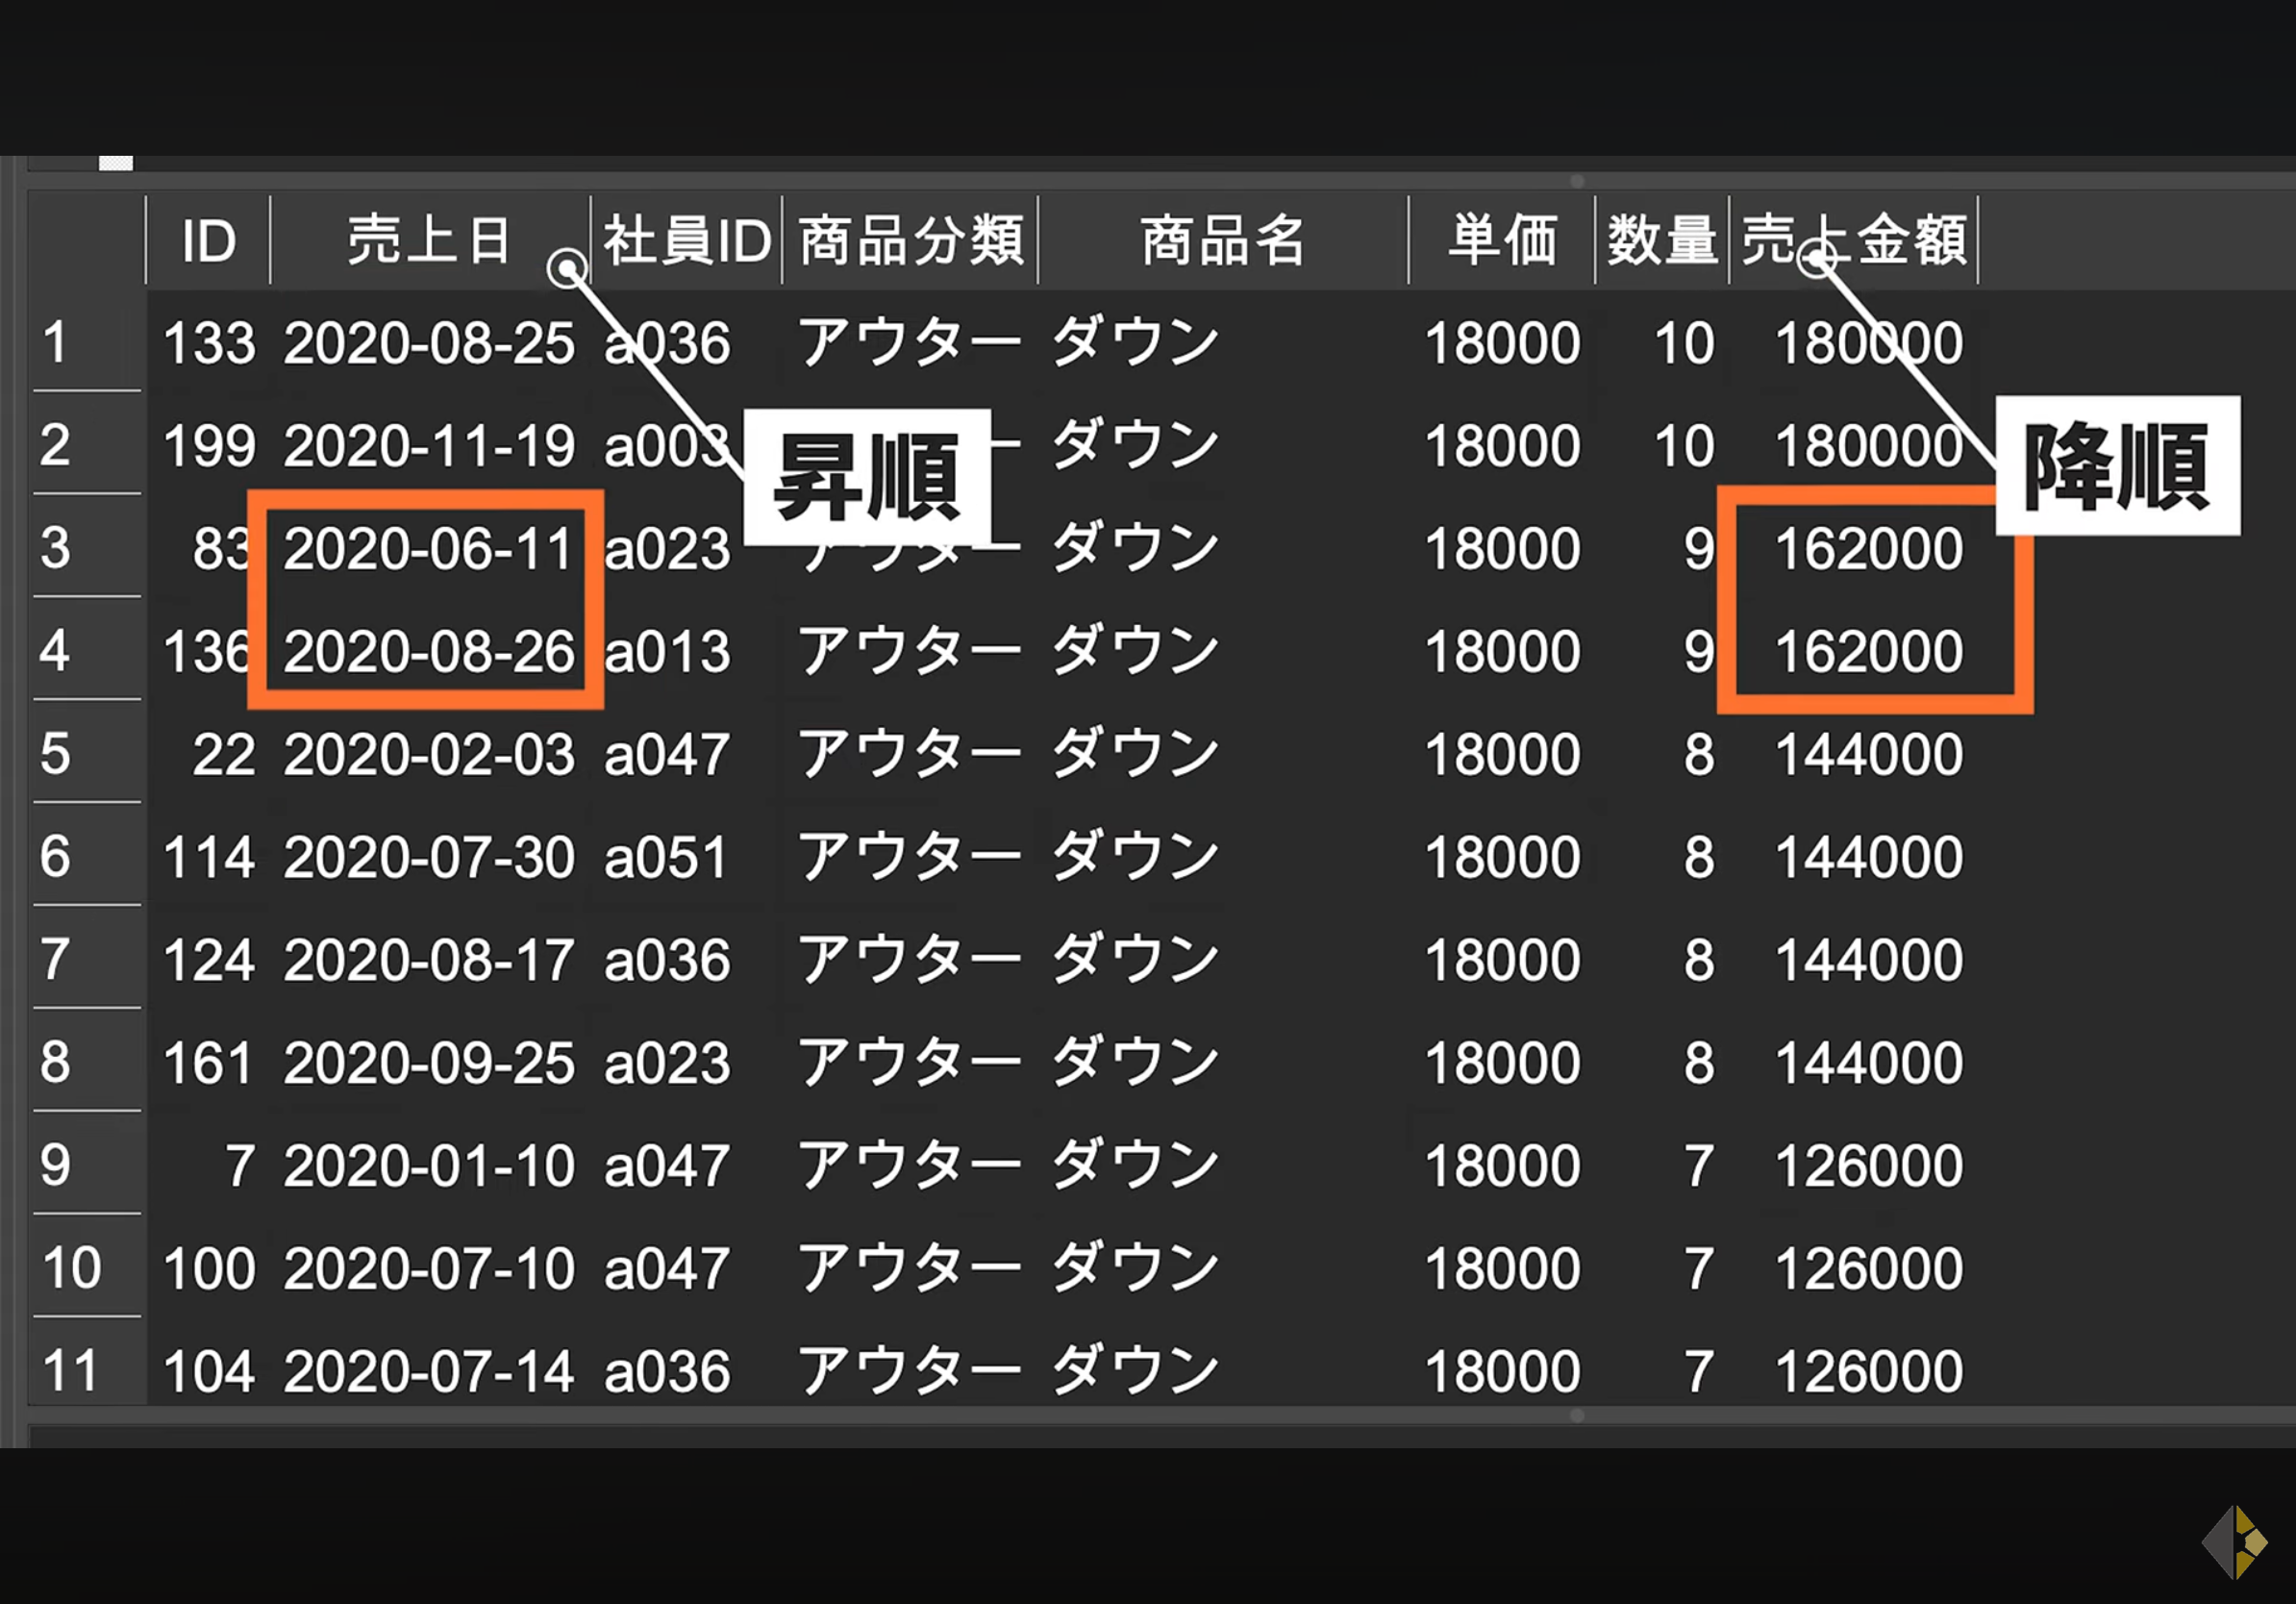 ID 売上日 社員ID 商品分類 商品名 単価 数量 売上金額
1 133 2020-08-25 a036 アウター ダウン 18000 10 180000
2 199 2020-11-19 a003 ダウン 18000 10 180000
昇順
降順
3 83 2020-06-11 a023 アウター ダウン 18000 9 162000
4 136 2020-08-26 a013 アウター ダウン 18000 9 162000
5 22 2020-02-03 a047 アウター ダウン 18000 8 144000
6 114 2020-07-30 a051 アウター ダウン 18000 8 144000
7 124 2020-08-17 a036 アウター ダウン 18000 8 144000
8 161 2020-09-25 a023 アウター ダウン 18000 8 144000
9 7 2020-01-10 a047 アウター ダウン 18000 7 126000
10 100 2020-07-10 a047 アウター ダウン 18000 7 126000
11 104 2020-07-14 a036 アウター ダウン 18000 7 126000